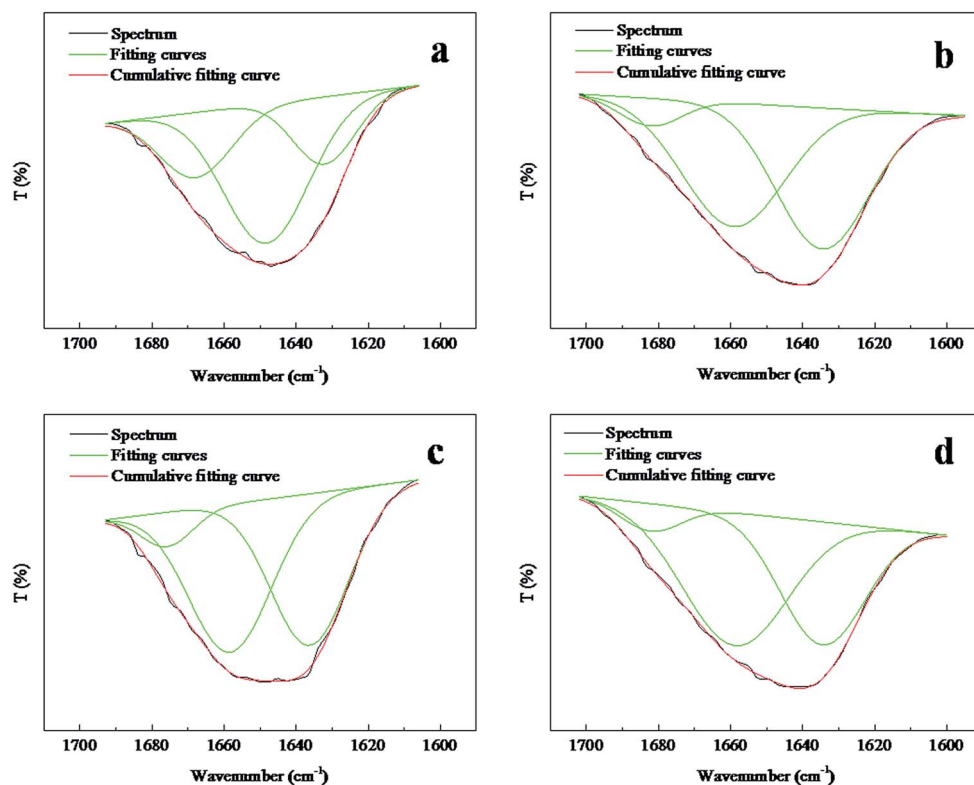 Spectrum
Fitting curves
Cumulative fitting curve
a
T (%)
1700 1680 1660 1640 1620 1600
Wavenumber (cm⁻¹)
Spectrum
Fitting curves
Cumulative fitting curve
b
T (%)
1700 1680 1660 1640 1620 1600
Wavenumber (cm⁻¹)
Spectrum
Fitting curves
Cumulative fitting curve
c
T (%)
1700 1680 1660 1640 1620 1600
Wavenumber (cm⁻¹)
Spectrum
Fitting curves
Cumulative fitting curve
d
T (%)
1700 1680 1660 1640 1620 1600
Wavenumber (cm⁻¹)